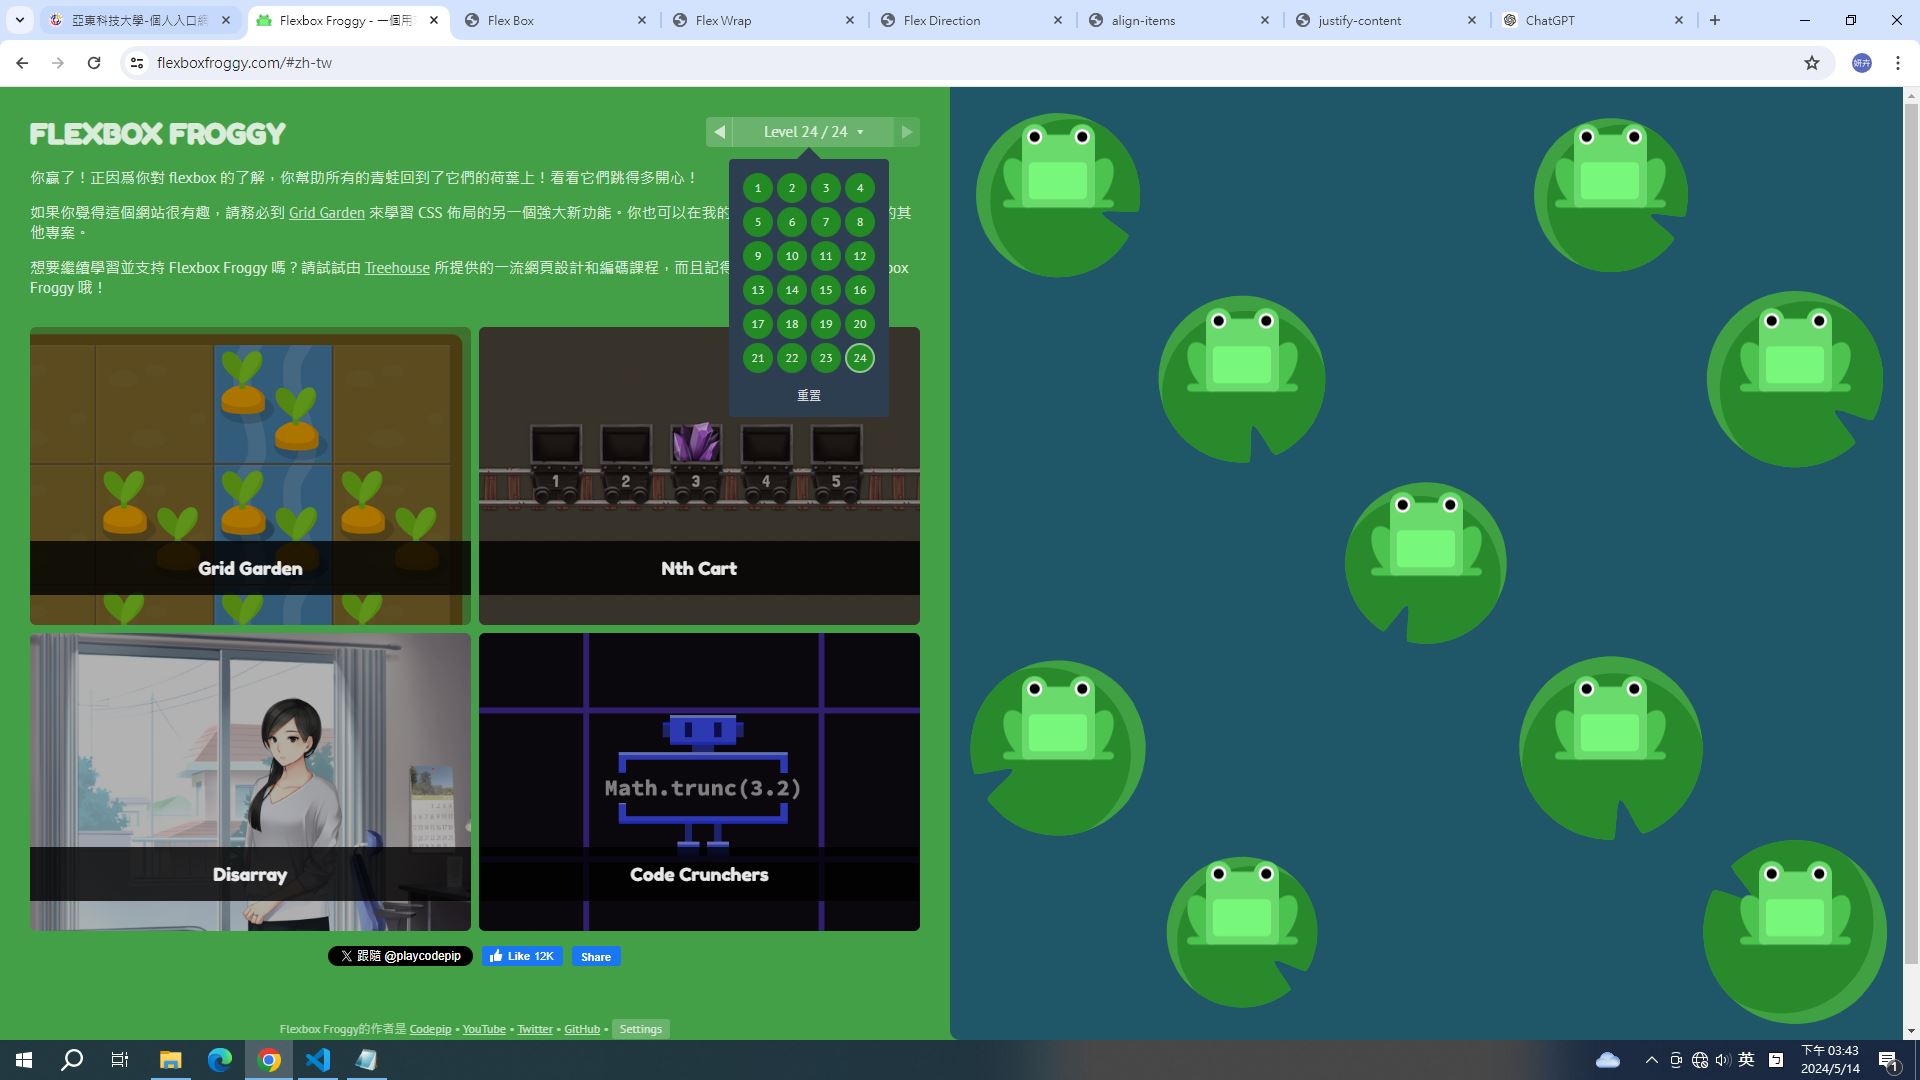 亞東科技大學-個人入口網
Flexbox Froggy - 一個用
Flex Box
Flex Wrap
Flex Direction
align-items
justify-content
ChatGPT
flexboxfroggy.com/#zh-tw
妍卉
FLEXBOX FROGGY
Level 24 / 24
你贏了！正因爲你對 flexbox 的了解，你幫助所有的青蛙回到了它們的荷葉上！看看它們跳得多開心！
如果你覺得這個網站很有趣，請務必到 Grid Garden 來學習 CSS 佈局的另一個強大新功能。你也可以在我的
的其
他專案。
想要繼續學習並支持 Flexbox Froggy 嗎？請試試由 Treehouse 所提供的一流網頁設計和編碼課程，而且記得
box
Froggy 哦！
1 2 3 4
5 6 7 8
9 10 11 12
13 14 15 16
17 18 19 20
21 22 23 24
重置
1 2 3 4 5
Grid Garden
Nth Cart
Math.trunc(3.2)
Disarray
Code Crunchers
跟隨 @playcodepip
Like 12K
Share
Flexbox Froggy的作者是 Codepip • YouTube • Twitter • GitHub • Settings
英
下午 03:43
2024/5/14
1